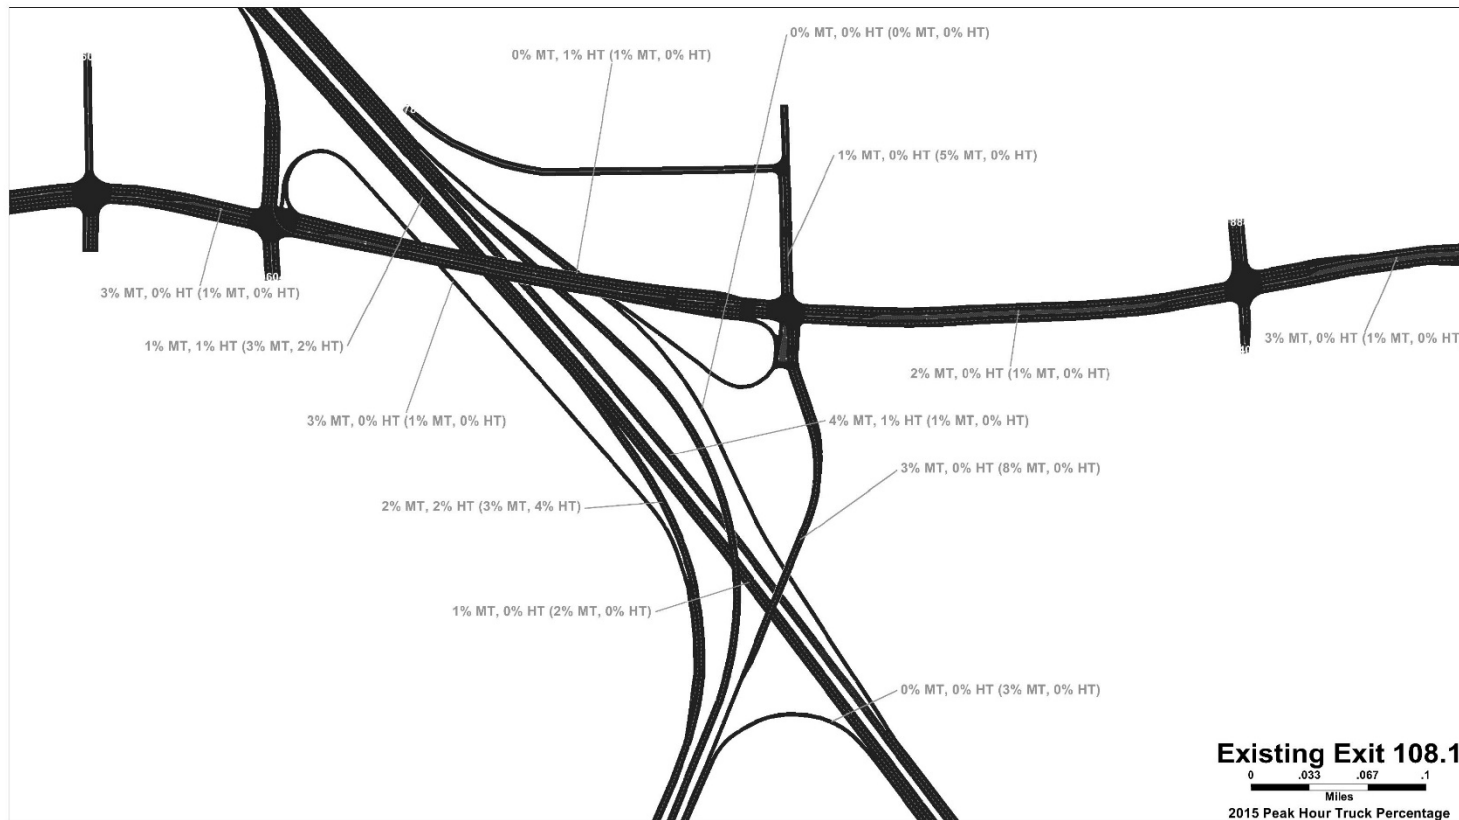 0% MT, 0% HT (0% MT, 0% HT)
0% MT, 1% HT (1% MT, 0% HT)
1% MT, 0% HT (5% MT, 0% HT)
3% MT, 0% HT (1% MT, 0% HT)
1% MT, 1% HT (3% MT, 2% HT)
3% MT, 0% HT (1% MT, 0% HT
2% MT, 0% HT (1% MT, 0% HT)
3% MT, 0% HT (1% MT, 0% HT)
4% MT, 1% HT (1% MT, 0% HT)
3% MT, 0% HT (8% MT, 0% HT)
2% MT, 2% HT (3% MT, 4% HT)
1% MT, 0% HT (2% MT, 0% HT)
0% MT, 0% HT (3% MT, 0% HT)
Existing Exit 108.1
0 .033 .067 .1
Miles
2015 Peak Hour Truck Percentage